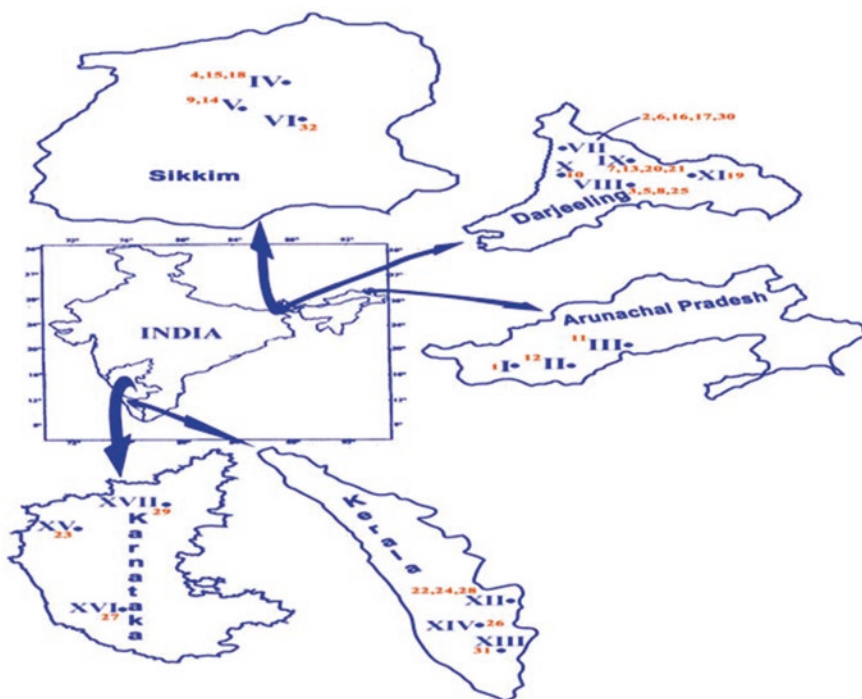 4,15,18 IV
9,14 V
VI
32
Sikkim
2,6,16,17,30
VII
IX
X
7,13,20,21
10
XI 19
VIII
3,5,8,25
Darjeeling
INDIA
Arunachal Pradesh
11 III
12 II
1 I
XVII
29
XV
23
Karnataka
XVI
27
Kerala
22,24,28
XII
XIV 26
XIII
31